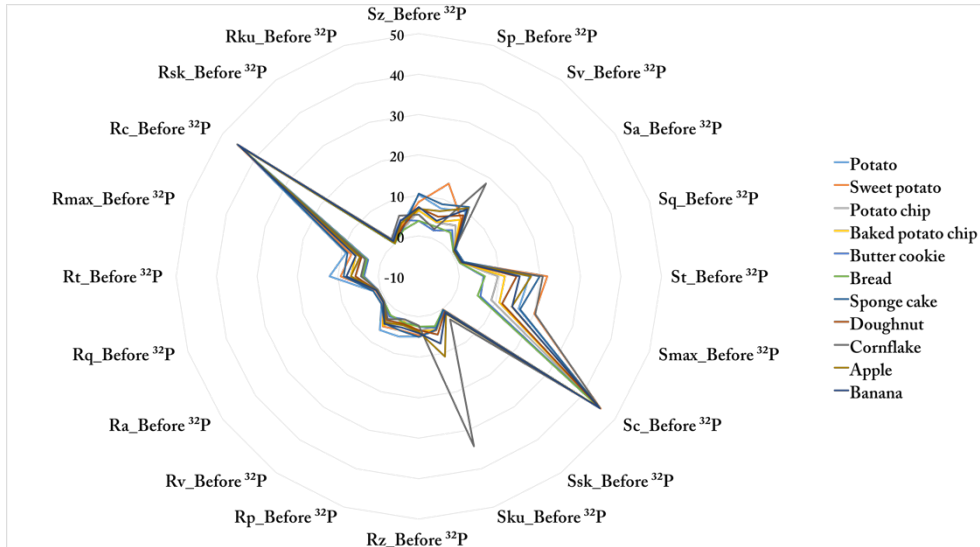 Sz_Before ³²P
Sp_Before ³²P
Sv_Before ³²P
Sa_Before ³²P
Sq_Before ³²P
St_Before ³²P
Smax_Before ³²P
Sc_Before ³²P
Ssk_Before ³²P
Sku_Before ³²P
Rz_Before ³²P
Rp_Before ³²P
Rv_Before ³²P
Ra_Before ³²P
Rq_Before ³²P
Rt_Before ³²P
Rmax_Before ³²P
Rc_Before ³²P
Rsk_Before ³²P
Rku_Before ³²P
50
40
30
20
10
0
-10
Potato
Sweet potato
Potato chip
Baked potato chip
Butter cookie
Bread
Sponge cake
Doughnut
Cornflake
Apple
Banana